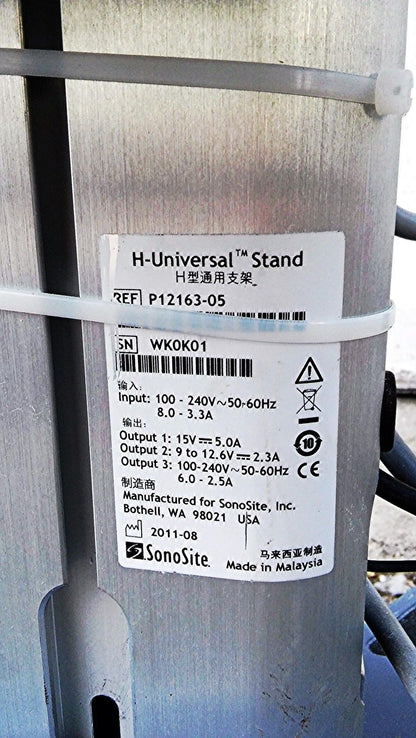 H-Universal™ Stand
H型通用支架
REF P12163-05
SN WK0K01
输入:
Input: 100 - 240V~50-60Hz
8.0 - 3.3A
输出:
Output 1: 15V⎓5.0A
Output 2: 9 to 12.6V⎓2.3A
Output 3: 100-240V~50-60Hz
6.0 - 2.5A
10
CE
制造商
Manufactured for SonoSite, Inc.
Bothell, WA 98021 USA
2011-08
SonoSite
马来西亚制造
Made in Malaysia